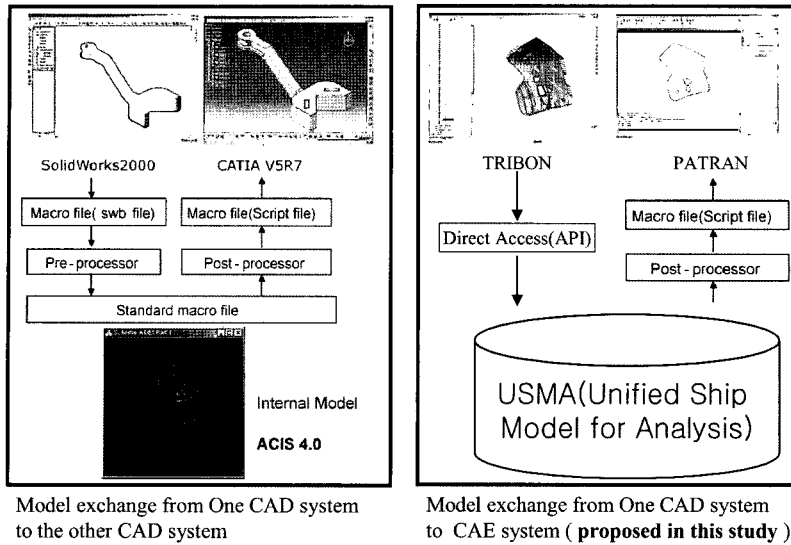 SolidWorks2000
CATIA V5R7
Macro file( swb file)
Macro file(Script file)
Pre-processor
Post-processor
Standard macro file
Internal Model
ACIS 4.0
Model exchange from One CAD system
to the other CAD system
TRIBON
PATRAN
Direct Access(API)
Macro file(Script file)
Post-processor
USMA(Unified Ship
Model for Analysis)
Model exchange from One CAD system
to CAE system ( proposed in this study )